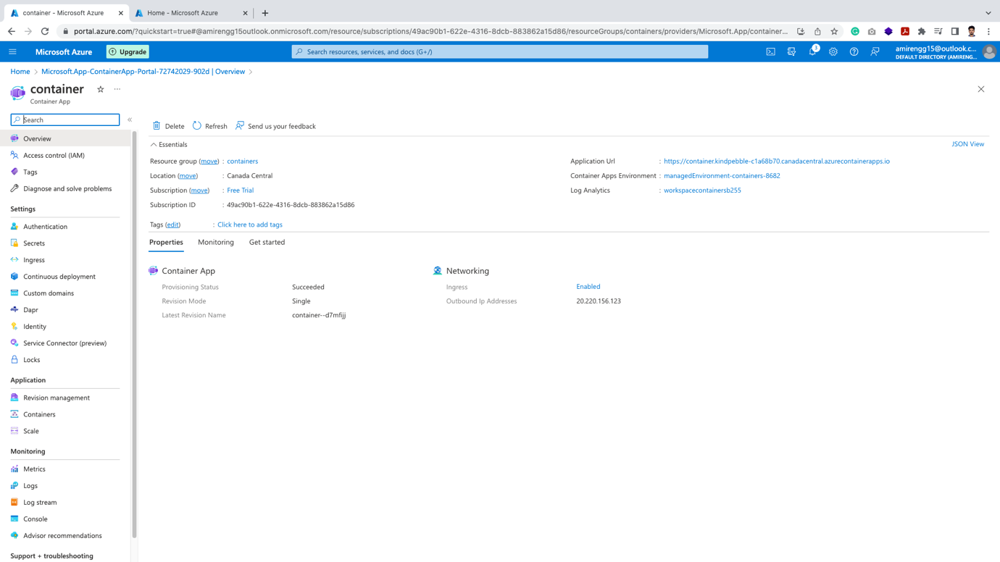 container - Microsoft Azure
Home - Microsoft Azure
portal.azure.com/?quickstart=true#@amirengg15outlook.onmicrosoft.com/resource/subscriptions/49ac90b1-622e-4316-8dcb-883862a15d86/resourceGroups/containers/providers/Microsoft.App/container...
Microsoft Azure
Upgrade
Search resources, services, and docs (G+/)
3
amirengg15@outlook.c...
DEFAULT DIRECTORY (AMIRENG...
Home > Microsoft.App-ContainerApp-Portal-72742029-902d | Overview >
container
Container App
Search
Overview
Access control (IAM)
Tags
Diagnose and solve problems
Settings
Authentication
Secrets
Ingress
Continuous deployment
Custom domains
Dapr
Identity
Service Connector (preview)
Locks
Application
Revision management
Containers
Scale
Monitoring
Metrics
Logs
Log stream
Console
Advisor recommendations
Support + troubleshooting
Delete
Refresh
Send us your feedback
Essentials
JSON View
Resource group (move) : containers
Location (move) : Canada Central
Subscription (move) : Free Trial
Subscription ID : 49ac90b1-622e-4316-8dcb-883862a15d86
Application Url : https://container.kindpebble-c1a68b70.canadacentral.azurecontainerapps.io
Container Apps Environment : managedEnvironment-containers-8682
Log Analytics : workspacecontainersb255
Tags (edit) : Click here to add tags
Properties
Monitoring
Get started
Container App
Provisioning Status Succeeded
Revision Mode Single
Latest Revision Name container--d7mfijj
Networking
Ingress Enabled
Outbound Ip Addresses 20.220.156.123